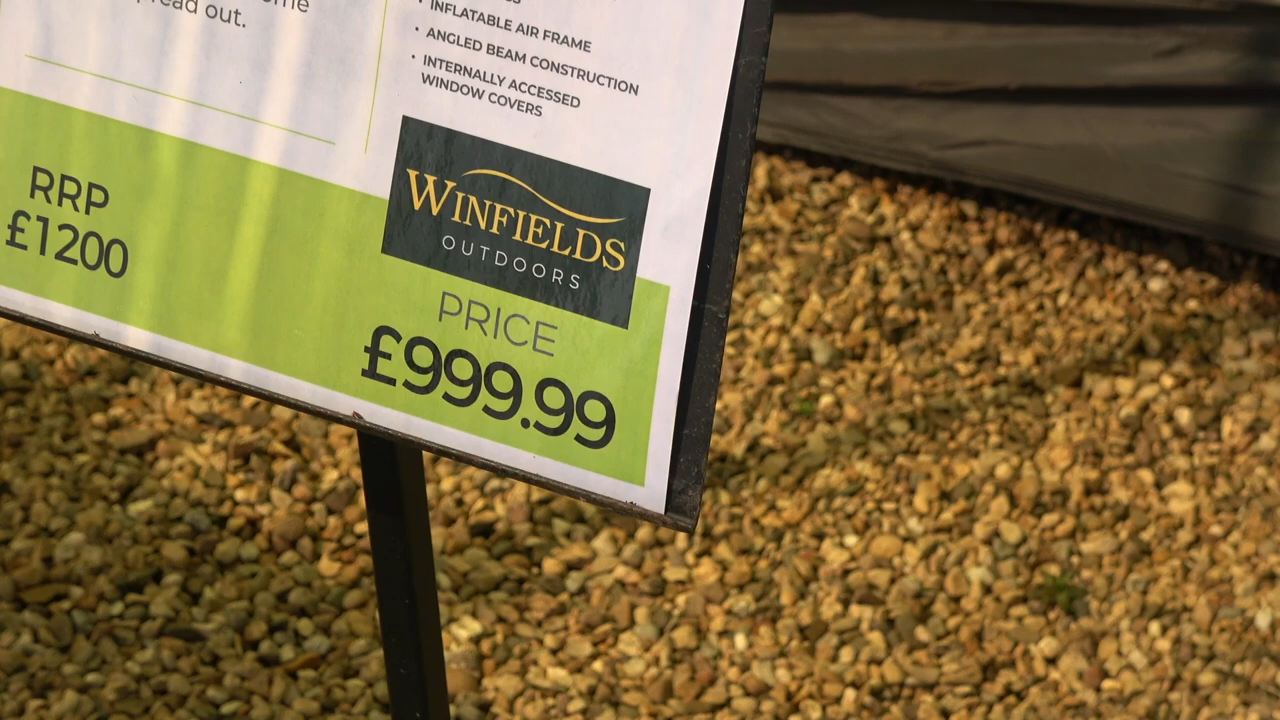 read out.
• INFLATABLE AIR FRAME
• ANGLED BEAM CONSTRUCTION
• INTERNALLY ACCESSED
WINDOW COVERS
RRP
£1200
WINFIELDS
OUTDOORS
PRICE
£999.99